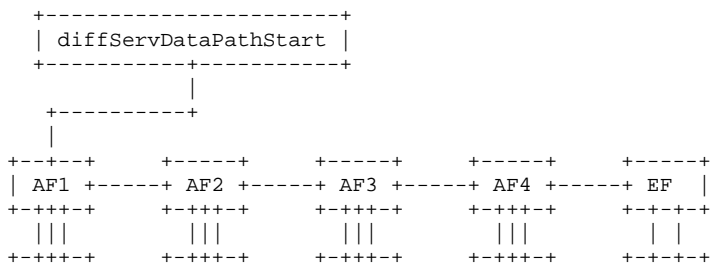 +-----------------------+
| diffServDataPathStart |
+-----------+-----------+
|
+----------+
|
+--+--+ +-----+ +-----+ +-----+ +-----+
| AF1 +-----+ AF2 +-----+ AF3 +-----+ AF4 +-----+ EF |
+-+++-+ +-+++-+ +-+++-+ +-+++-+ +-+-+-+
||| ||| ||| ||| | |
+-+++-+ +-+++-+ +-+++-+ +-+++-+ +-+-+-+